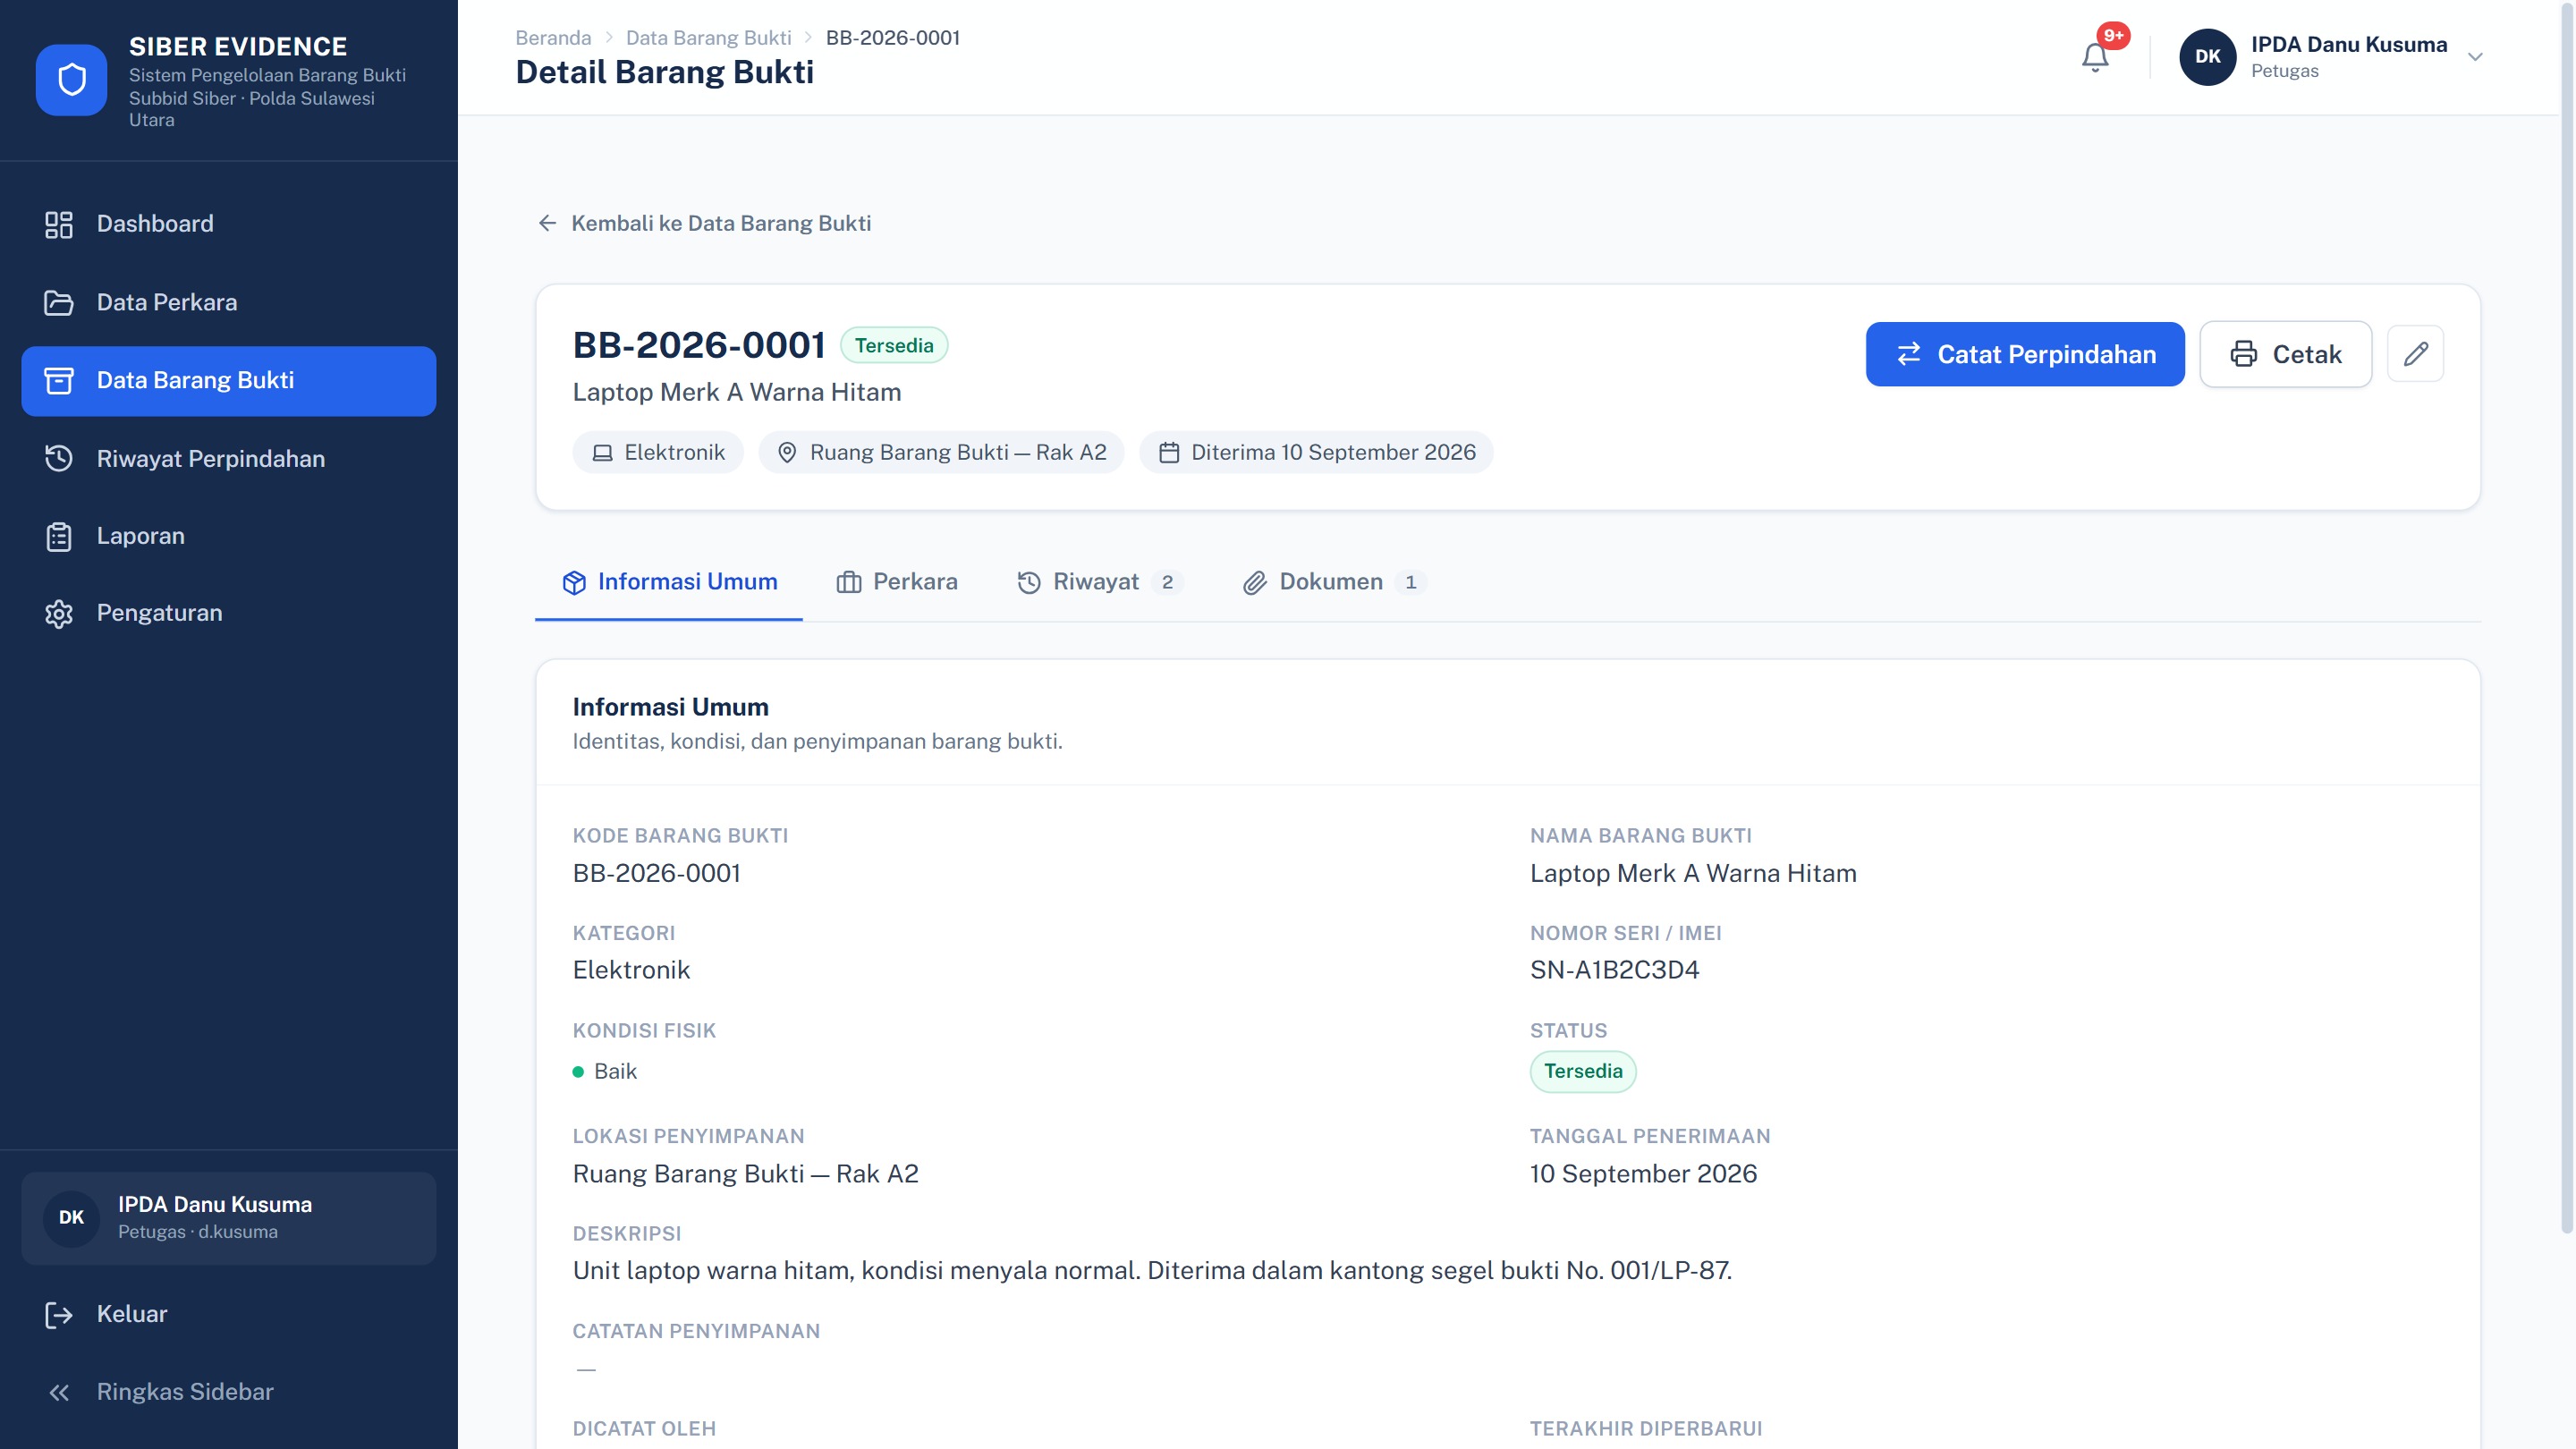 SIBER EVIDENCE
Sistem Pengelolaan Barang Bukti
Subbid Siber · Polda Sulawesi
Utara
Dashboard
Data Perkara
Data Barang Bukti
Riwayat Perpindahan
Laporan
Pengaturan
DK
IPDA Danu Kusuma
Petugas · d.kusuma
Keluar
Ringkas Sidebar
Beranda > Data Barang Bukti > BB-2026-0001
Detail Barang Bukti
9+
DK
IPDA Danu Kusuma
Petugas
Kembali ke Data Barang Bukti
BB-2026-0001 Tersedia
Laptop Merk A Warna Hitam
Elektronik Ruang Barang Bukti — Rak A2 Diterima 10 September 2026
Catat Perpindahan Cetak
Informasi Umum Perkara Riwayat 2 Dokumen 1
Informasi Umum
Identitas, kondisi, dan penyimpanan barang bukti.
KODE BARANG BUKTI
BB-2026-0001
NAMA BARANG BUKTI
Laptop Merk A Warna Hitam
KATEGORI
Elektronik
NOMOR SERI / IMEI
SN-A1B2C3D4
KONDISI FISIK
Baik
STATUS
Tersedia
LOKASI PENYIMPANAN
Ruang Barang Bukti — Rak A2
TANGGAL PENERIMAAN
10 September 2026
DESKRIPSI
Unit laptop warna hitam, kondisi menyala normal. Diterima dalam kantong segel bukti No. 001/LP-87.
CATATAN PENYIMPANAN
—
DICATAT OLEH
TERAKHIR DIPERBARUI